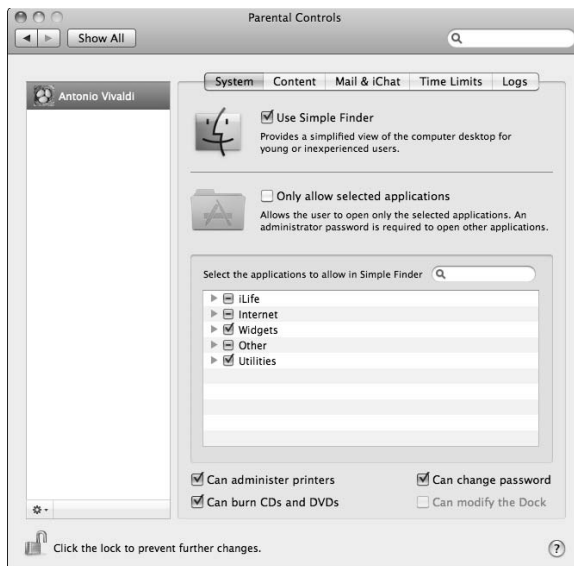 Parental Controls
Show All
Antonio Vivaldi
System Content Mail & iChat Time Limits Logs
Use Simple Finder
Provides a simplified view of the computer desktop for
young or inexperienced users.
Only allow selected applications
Allows the user to open only the selected applications. An
administrator password is required to open other applications.
Select the applications to allow in Simple Finder
iLife
Internet
Widgets
Other
Utilities
Can administer printers Can change password
Can burn CDs and DVDs Can modify the Dock
Click the lock to prevent further changes. ?